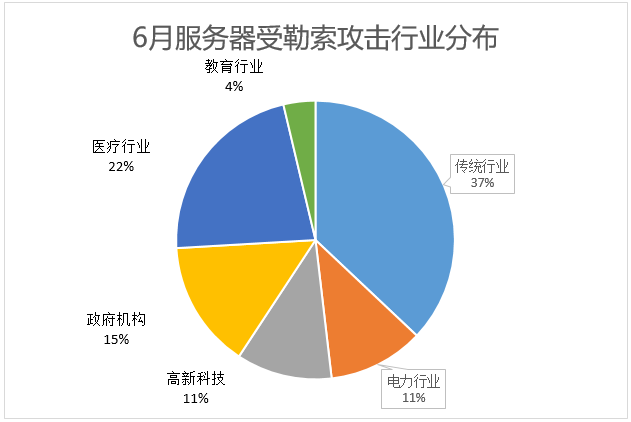 6月服务器受勒索攻击行业分布
教育行业
4%
医疗行业
22%
传统行业
37%
政府机构
15%
高新科技
11%
电力行业
11%